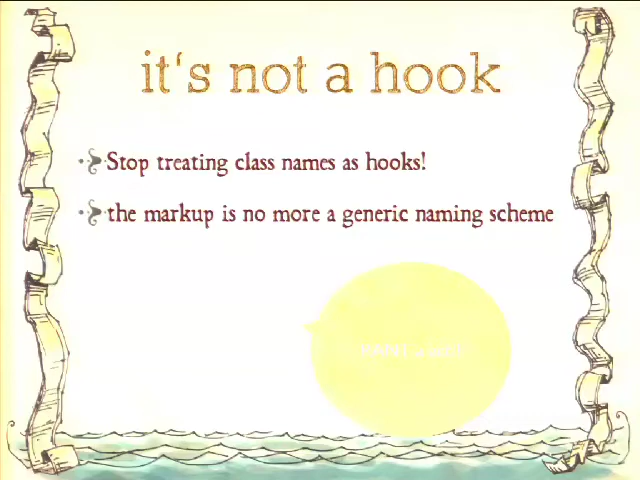 it's not a hook
Stop treating class names as hooks!
the markup is no more a generic naming scheme